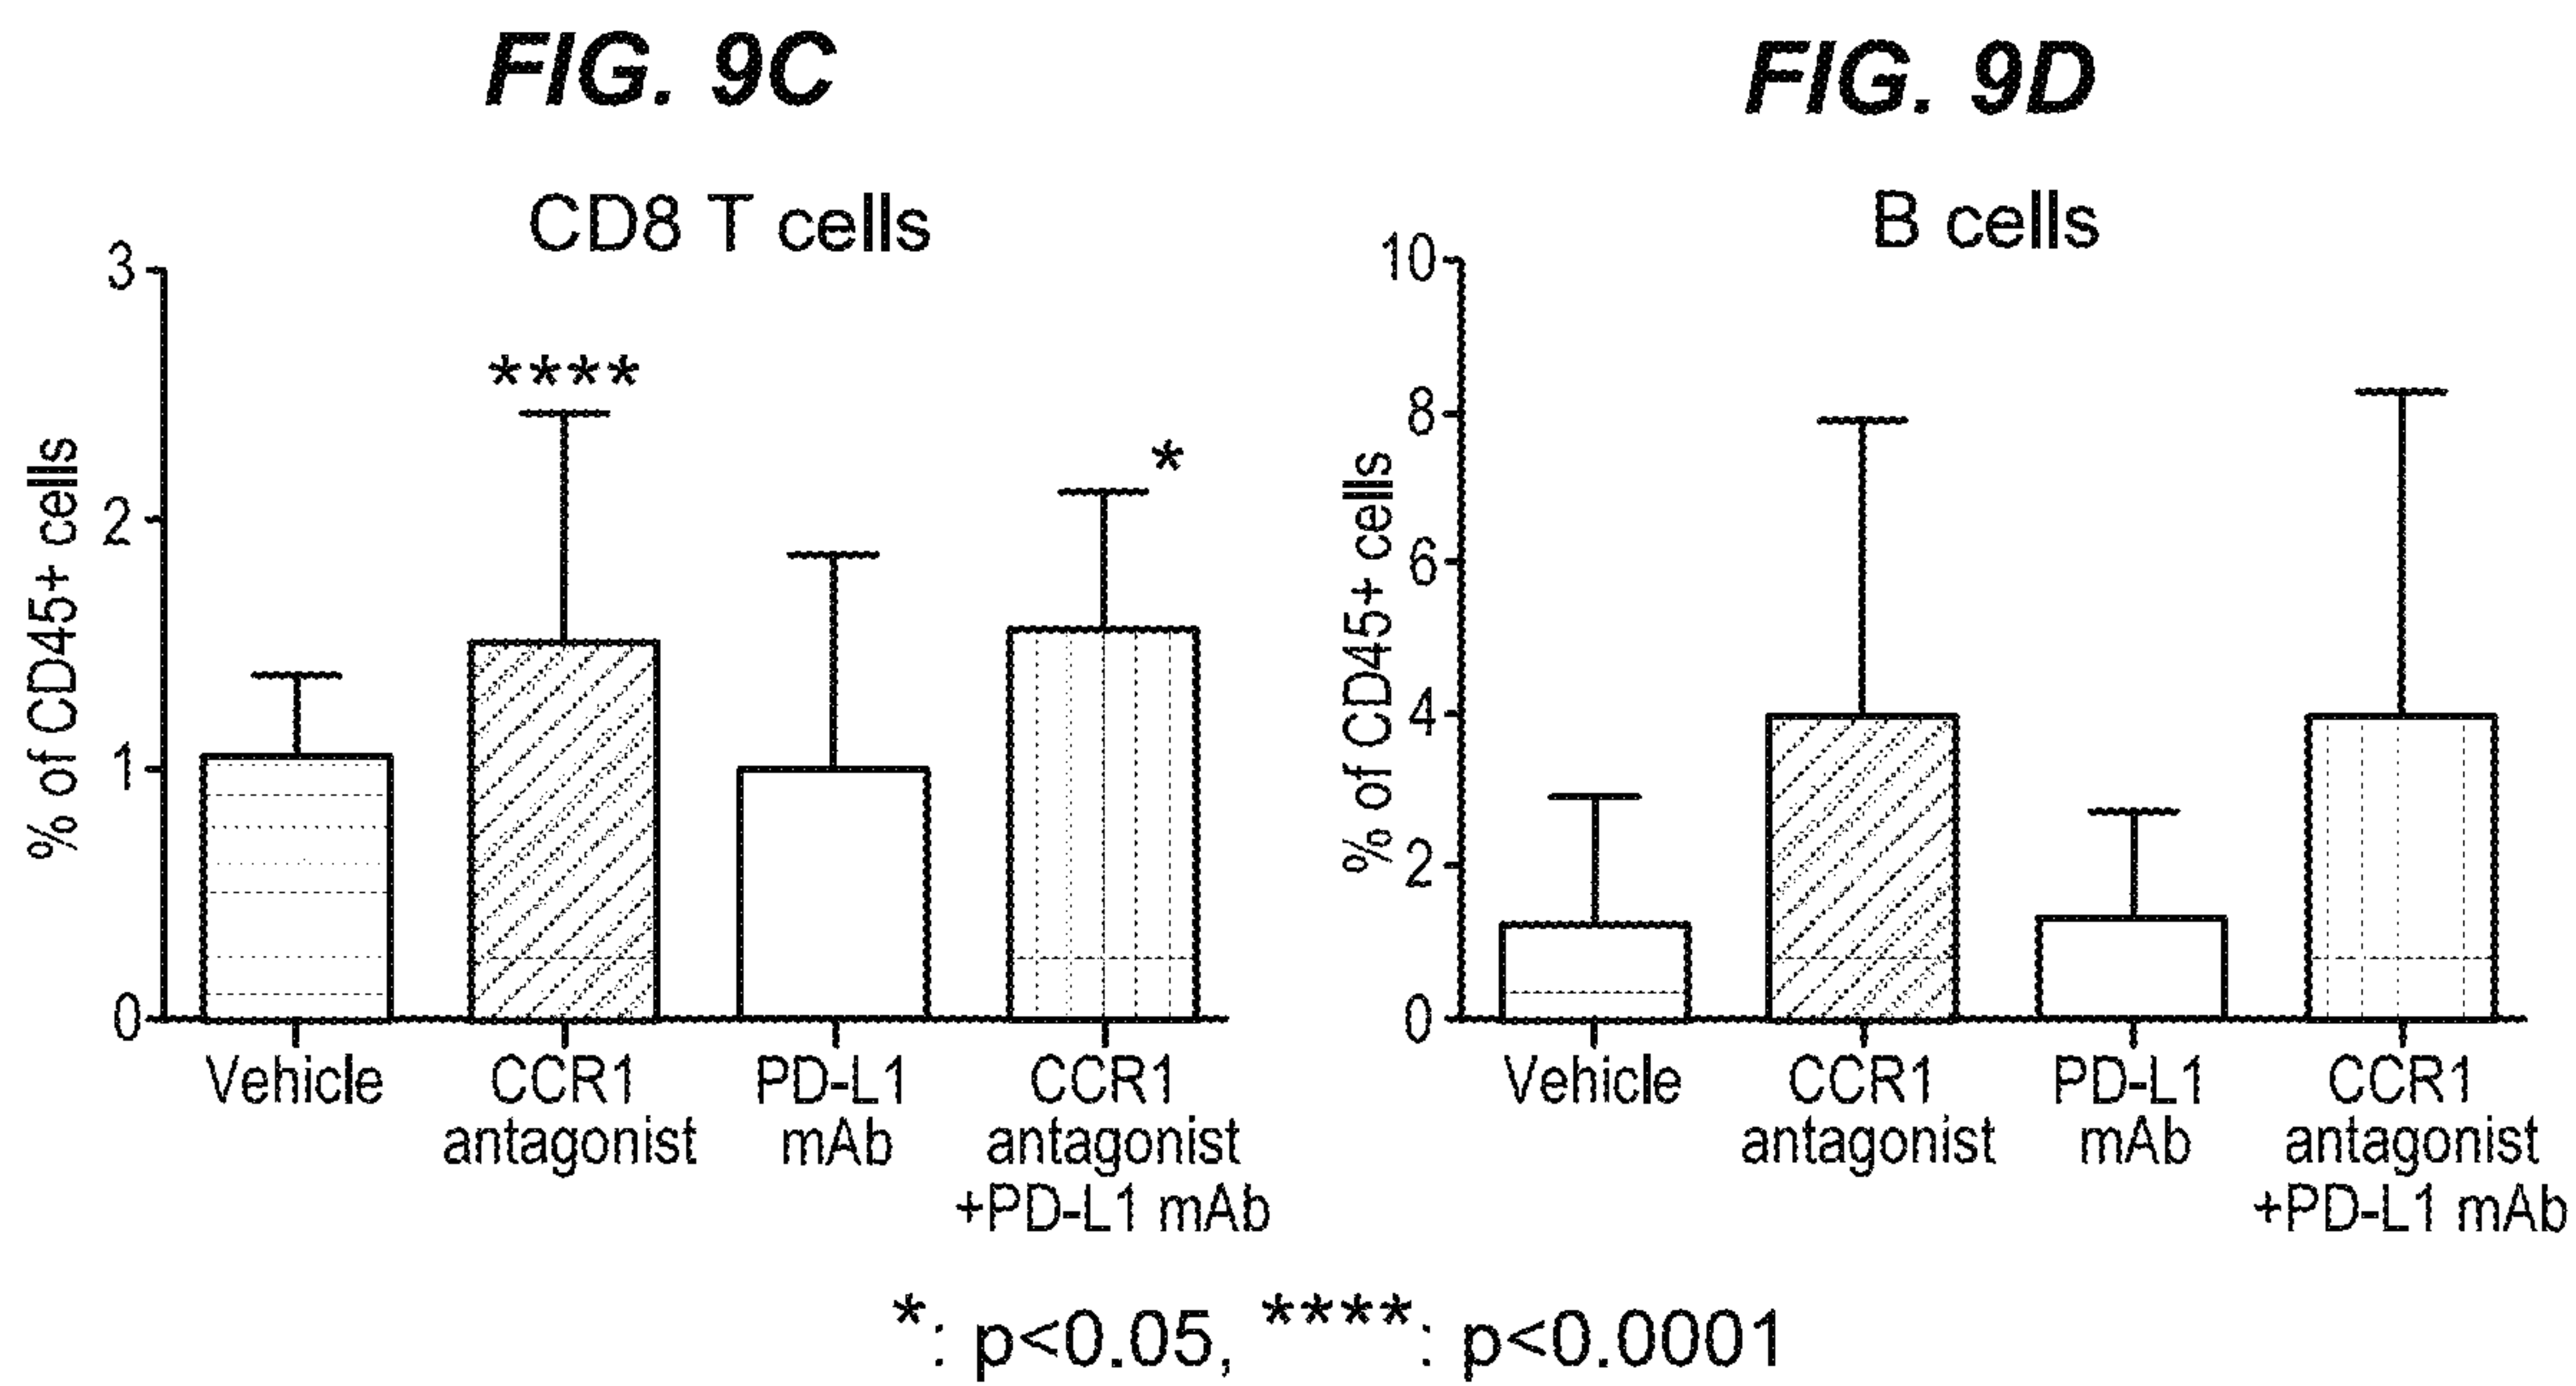 FIG. 9C
CD8 T cells
% of CD45+ cells
3
2
1
0
****
*
Vehicle
CCR1
antagonist
PD-L1
mAb
CCR1
antagonist
+PD-L1 mAb
FIG. 9D
B cells
% of CD45+ cells
10
8
6
4
2
0
Vehicle
CCR1
antagonist
PD-L1
mAb
CCR1
antagonist
+PD-L1 mAb
*: p<0.05, ****: p<0.0001